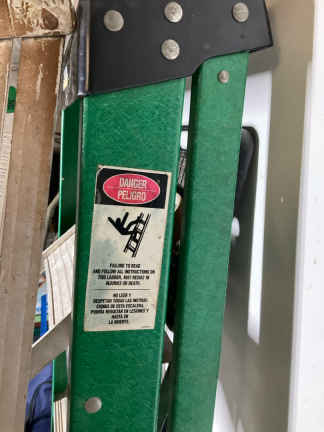 DANGER
PELIGRO
FAILURE TO READ
AND FOLLOW ALL INSTRUCTIONS ON
THIS LADDER, MAY RESULT IN
INJURIES OR DEATH.
NO LEER Y
RESPETAR TODAS LAS INSTRUC-
CIONES DE ESTA ESCALERA,
PODRIA RESULTAR EN LESIONES Y
HASTA EN
LA MUERTE.